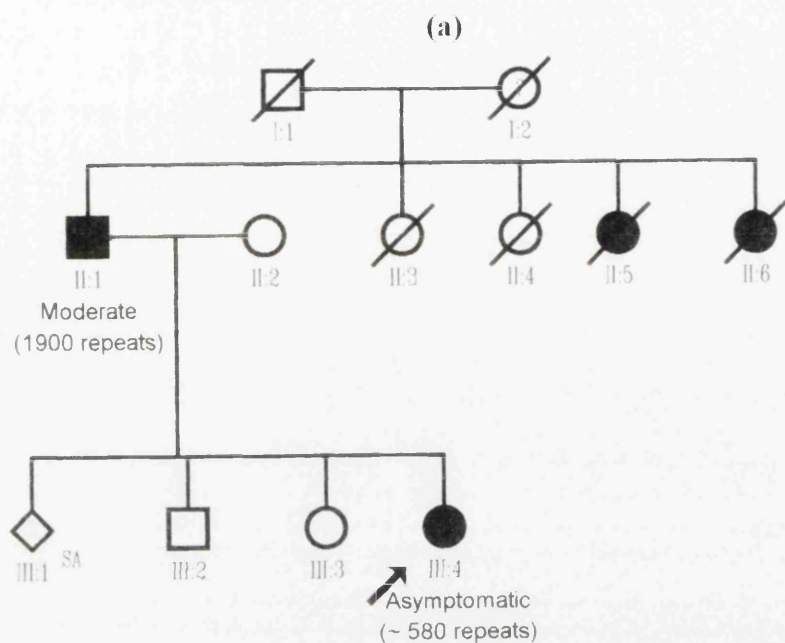 (a)
I:1 I:2
II:1 II:2 II:3 II:4 II:5 II:6
Moderate
(1900 repeats)
III:1 SA III:2 III:3 III:4
Asymptomatic
(~ 580 repeats)